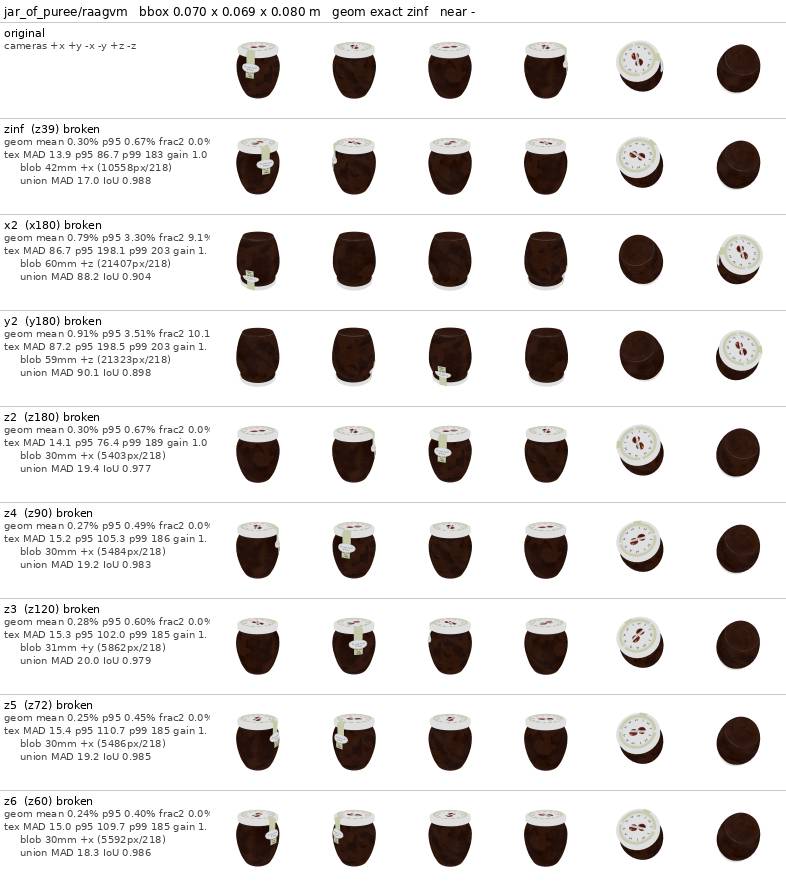 jar_of_puree/raagvm bbox 0.070 x 0.069 x 0.080 m geom exact zinf near -
original
cameras +x +y -x -y +z -z
zinf (z39) broken
geom mean 0.30% p95 0.67% frac2 0.0%
tex MAD 13.9 p95 86.7 p99 183 gain 1.0
blob 42mm +x (10558px/218)
union MAD 17.0 IoU 0.988
x2 (x180) broken
geom mean 0.79% p95 3.30% frac2 9.1%
tex MAD 86.7 p95 198.1 p99 203 gain 1.
blob 60mm +z (21407px/218)
union MAD 88.2 IoU 0.904
y2 (y180) broken
geom mean 0.91% p95 3.51% frac2 10.1
tex MAD 87.2 p95 198.5 p99 203 gain 1.
blob 59mm +z (21323px/218)
union MAD 90.1 IoU 0.898
z2 (z180) broken
geom mean 0.30% p95 0.67% frac2 0.0%
tex MAD 14.1 p95 76.4 p99 189 gain 1.0
blob 30mm +x (5403px/218)
union MAD 19.4 IoU 0.977
z4 (z90) broken
geom mean 0.27% p95 0.49% frac2 0.0%
tex MAD 15.2 p95 105.3 p99 186 gain 1.
blob 30mm +x (5484px/218)
union MAD 19.2 IoU 0.983
z3 (z120) broken
geom mean 0.28% p95 0.60% frac2 0.0%
tex MAD 15.3 p95 102.0 p99 185 gain 1.
blob 31mm +y (5862px/218)
union MAD 20.0 IoU 0.979
z5 (z72) broken
geom mean 0.25% p95 0.45% frac2 0.0%
tex MAD 15.4 p95 110.7 p99 185 gain 1.
blob 30mm +x (5486px/218)
union MAD 19.2 IoU 0.985
z6 (z60) broken
geom mean 0.24% p95 0.40% frac2 0.0%
tex MAD 15.0 p95 109.7 p99 185 gain 1.
blob 30mm +x (5592px/218)
union MAD 18.3 IoU 0.986